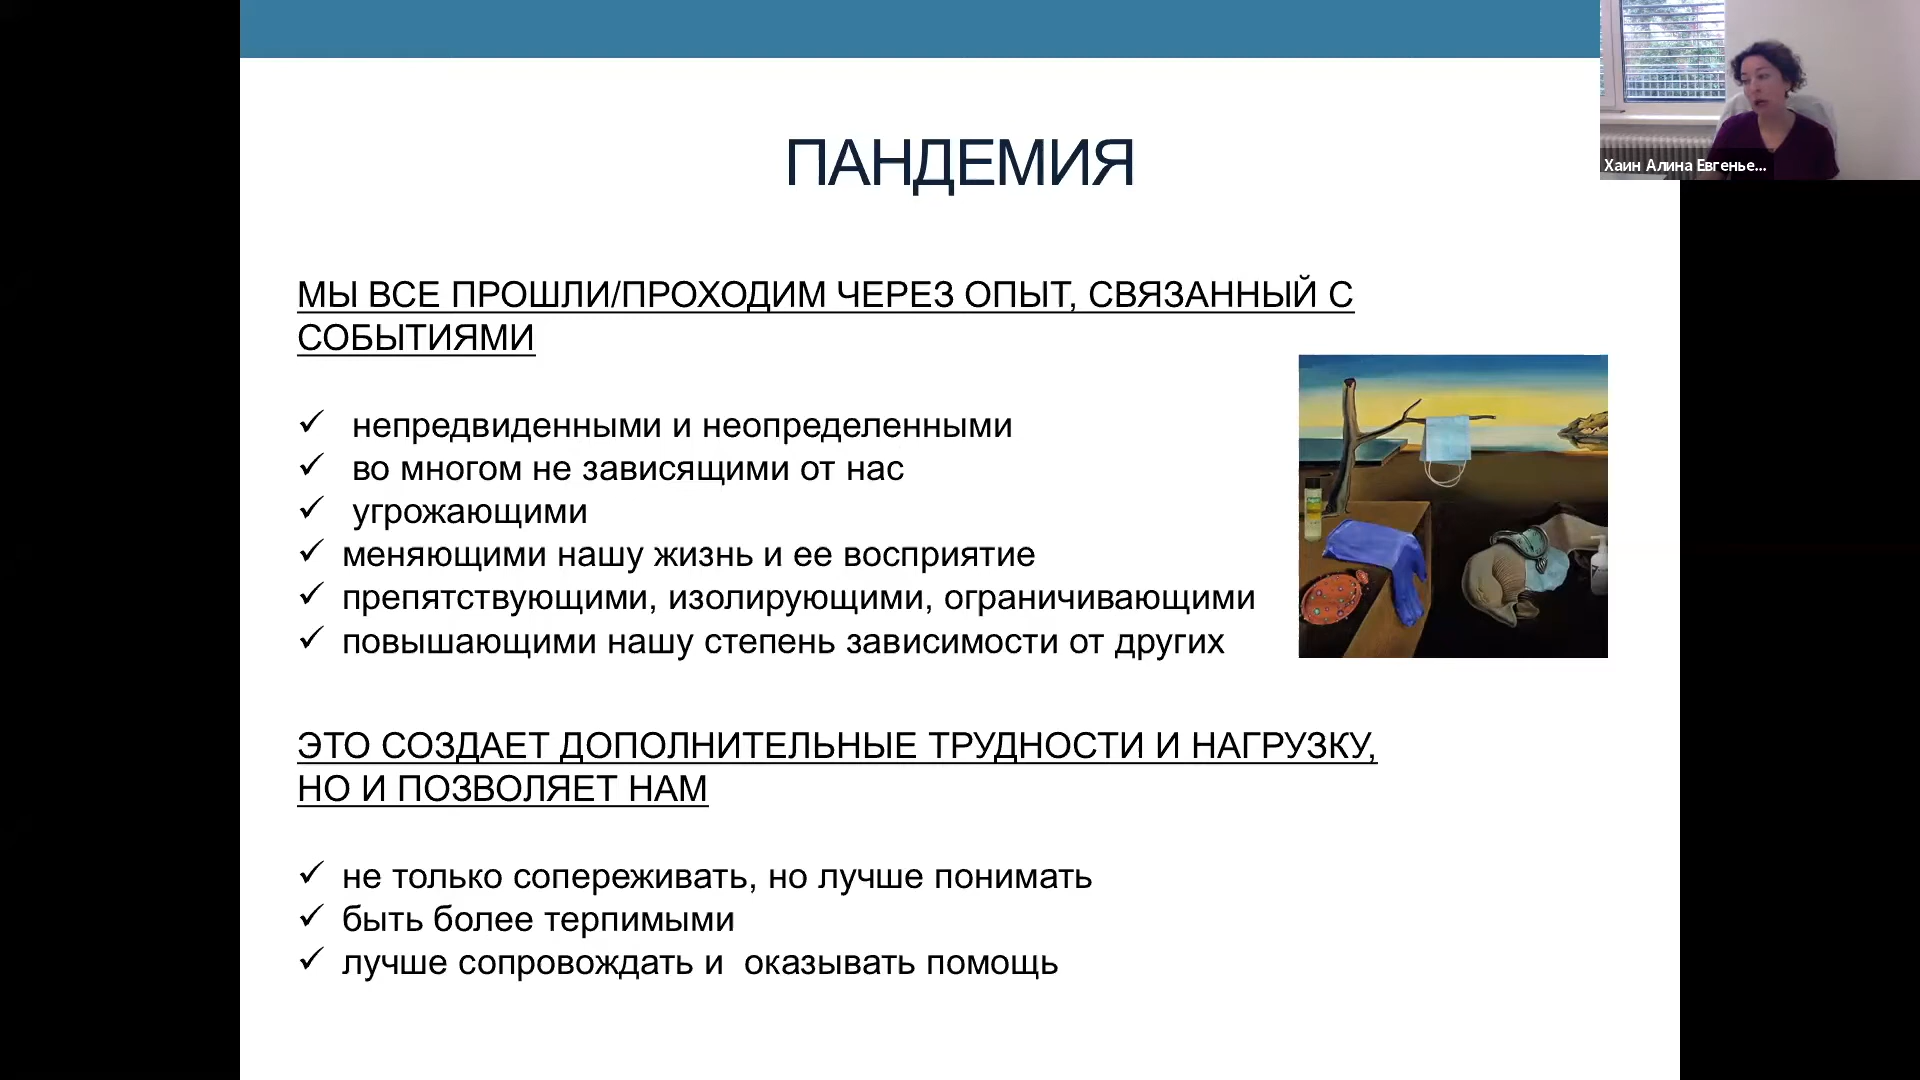 ПАНДЕМИЯ
Хаин Алина Евгенье...
МЫ ВСЕ ПРОШЛИ/ПРОХОДИМ ЧЕРЕЗ ОПЫТ, СВЯЗАННЫЙ С
СОБЫТИЯМИ
✓ непредвиденными и неопределенными
✓ во многом не зависящими от нас
✓ угрожающими
✓ меняющими нашу жизнь и ее восприятие
✓ препятствующими, изолирующими, ограничивающими
✓ повышающими нашу степень зависимости от других
ЭТО СОЗДАЕТ ДОПОЛНИТЕЛЬНЫЕ ТРУДНОСТИ И НАГРУЗКУ,
НО И ПОЗВОЛЯЕТ НАМ
✓ не только сопереживать, но лучше понимать
✓ быть более терпимыми
✓ лучше сопровождать и оказывать помощь